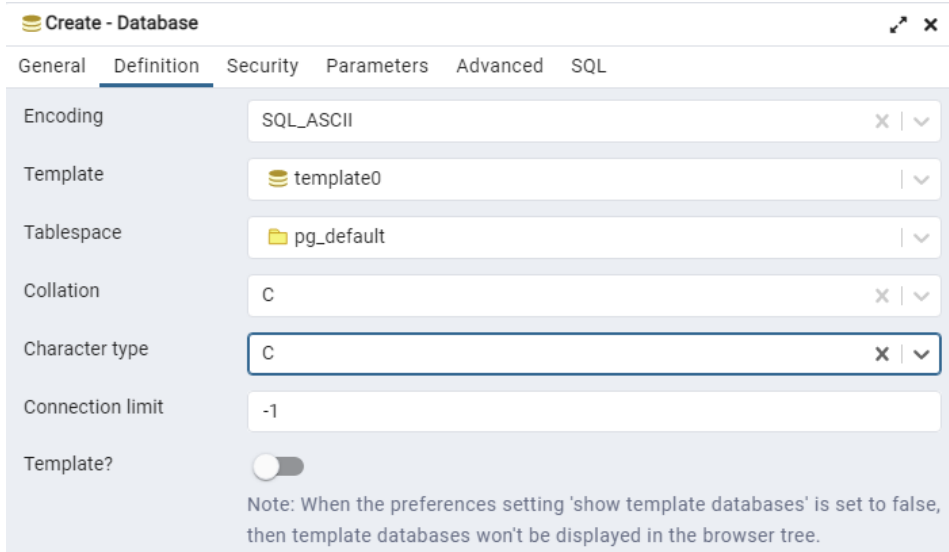 Create - Database
General Definition Security Parameters Advanced SQL
Encoding SQL_ASCII
Template template0
Tablespace pg_default
Collation C
Character type C
Connection limit -1
Template?
Note: When the preferences setting 'show template databases' is set to false,
then template databases won't be displayed in the browser tree.